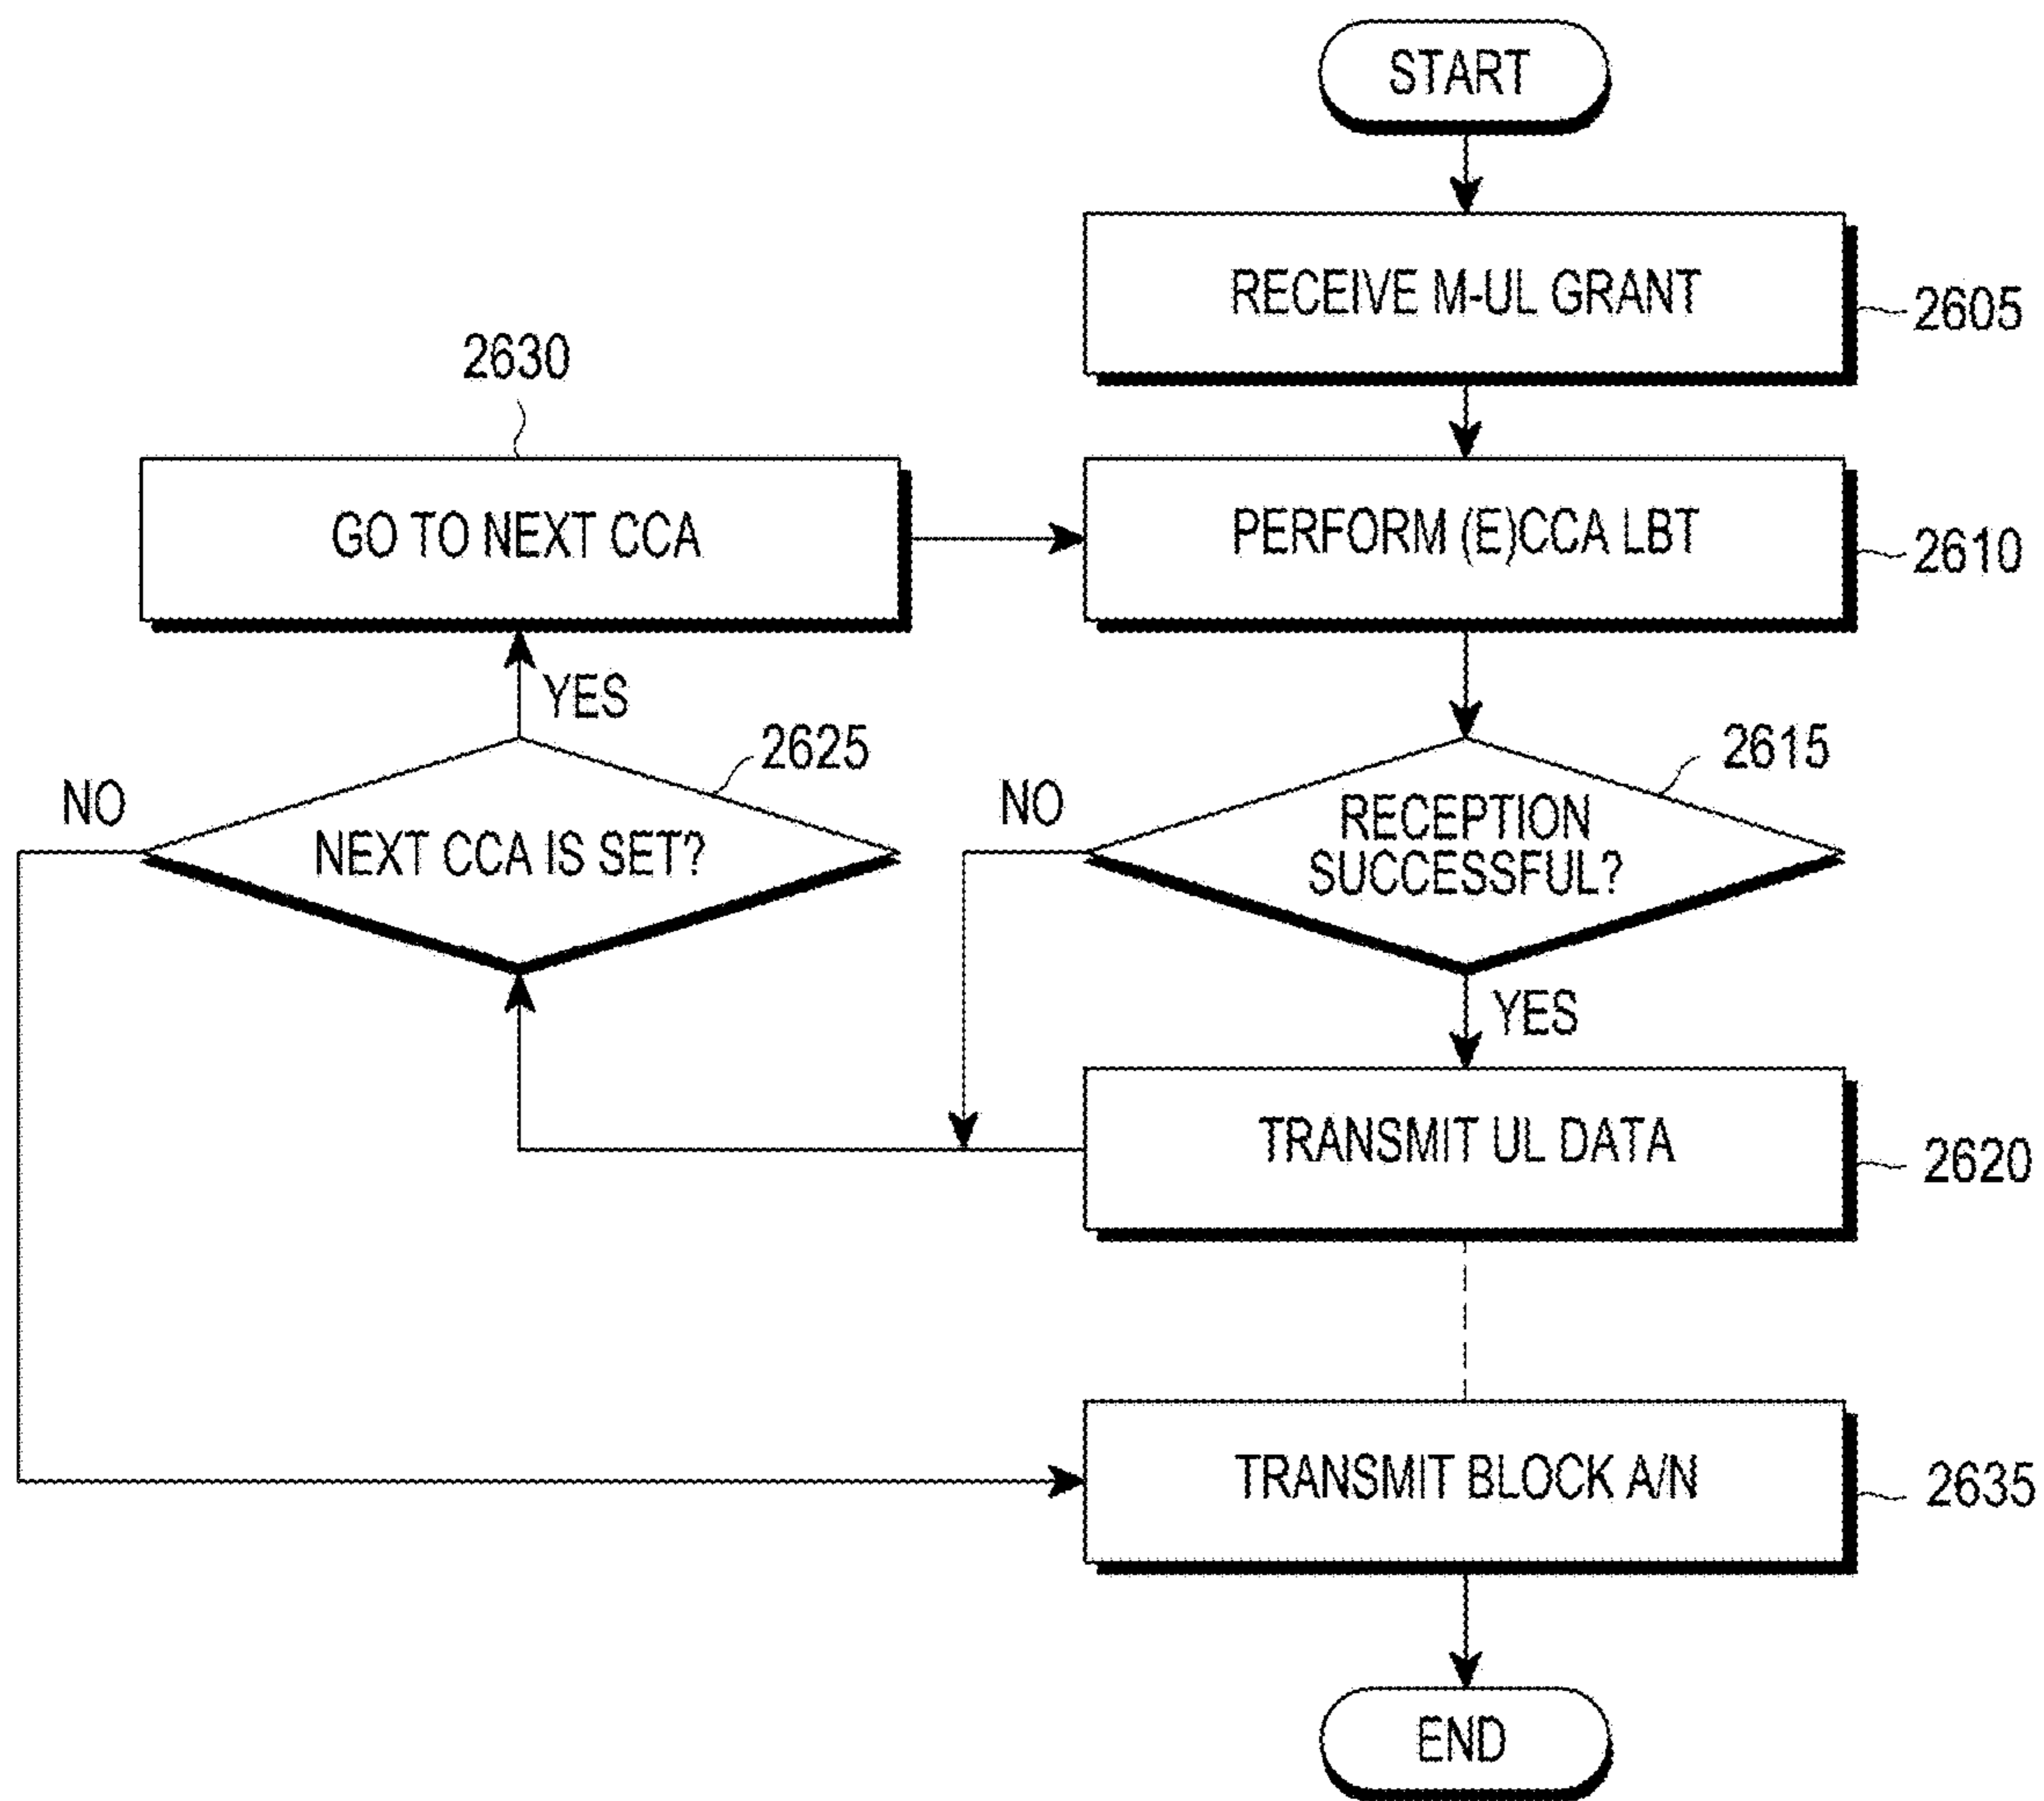 START
RECEIVE M-UL GRANT
2605
2630
GO TO NEXT CCA
PERFORM (E)CCA LBT
2610
YES
2625
2615
NO
NEXT CCA IS SET?
NO
RECEPTION
SUCCESSFUL?
YES
TRANSMIT UL DATA
2620
TRANSMIT BLOCK A/N
2635
END